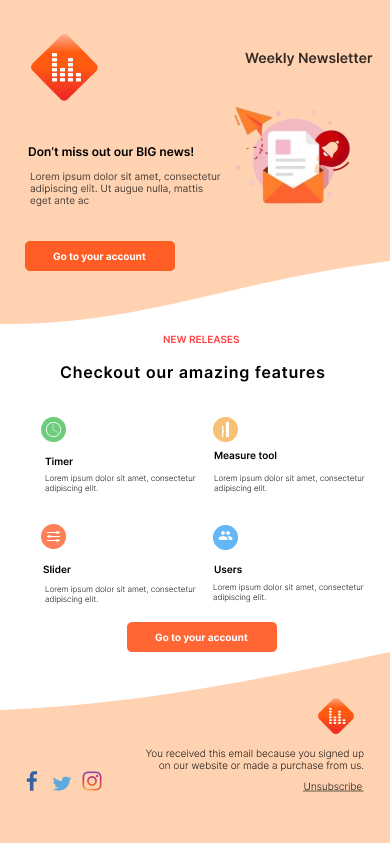 Weekly Newsletter
Don't miss out our BIG news!
Lorem ipsum dolor sit amet, consectetur
adipiscing elit. Ut augue nulla, mattis
eget ante ac
Go to your account
NEW RELEASES
Checkout our amazing features
Timer
Lorem ipsum dolor sit amet, consectetur
adipiscing elit.
Measure tool
Lorem ipsum dolor sit amet, consectetur
adipiscing elit.
Slider
Lorem ipsum dolor sit amet, consectetur
adipiscing elit.
Users
Lorem ipsum dolor sit amet, consectetur
adipiscing elit.
Go to your account
You received this email because you signed up
on our website or made a purchase from us.
Unsubscribe